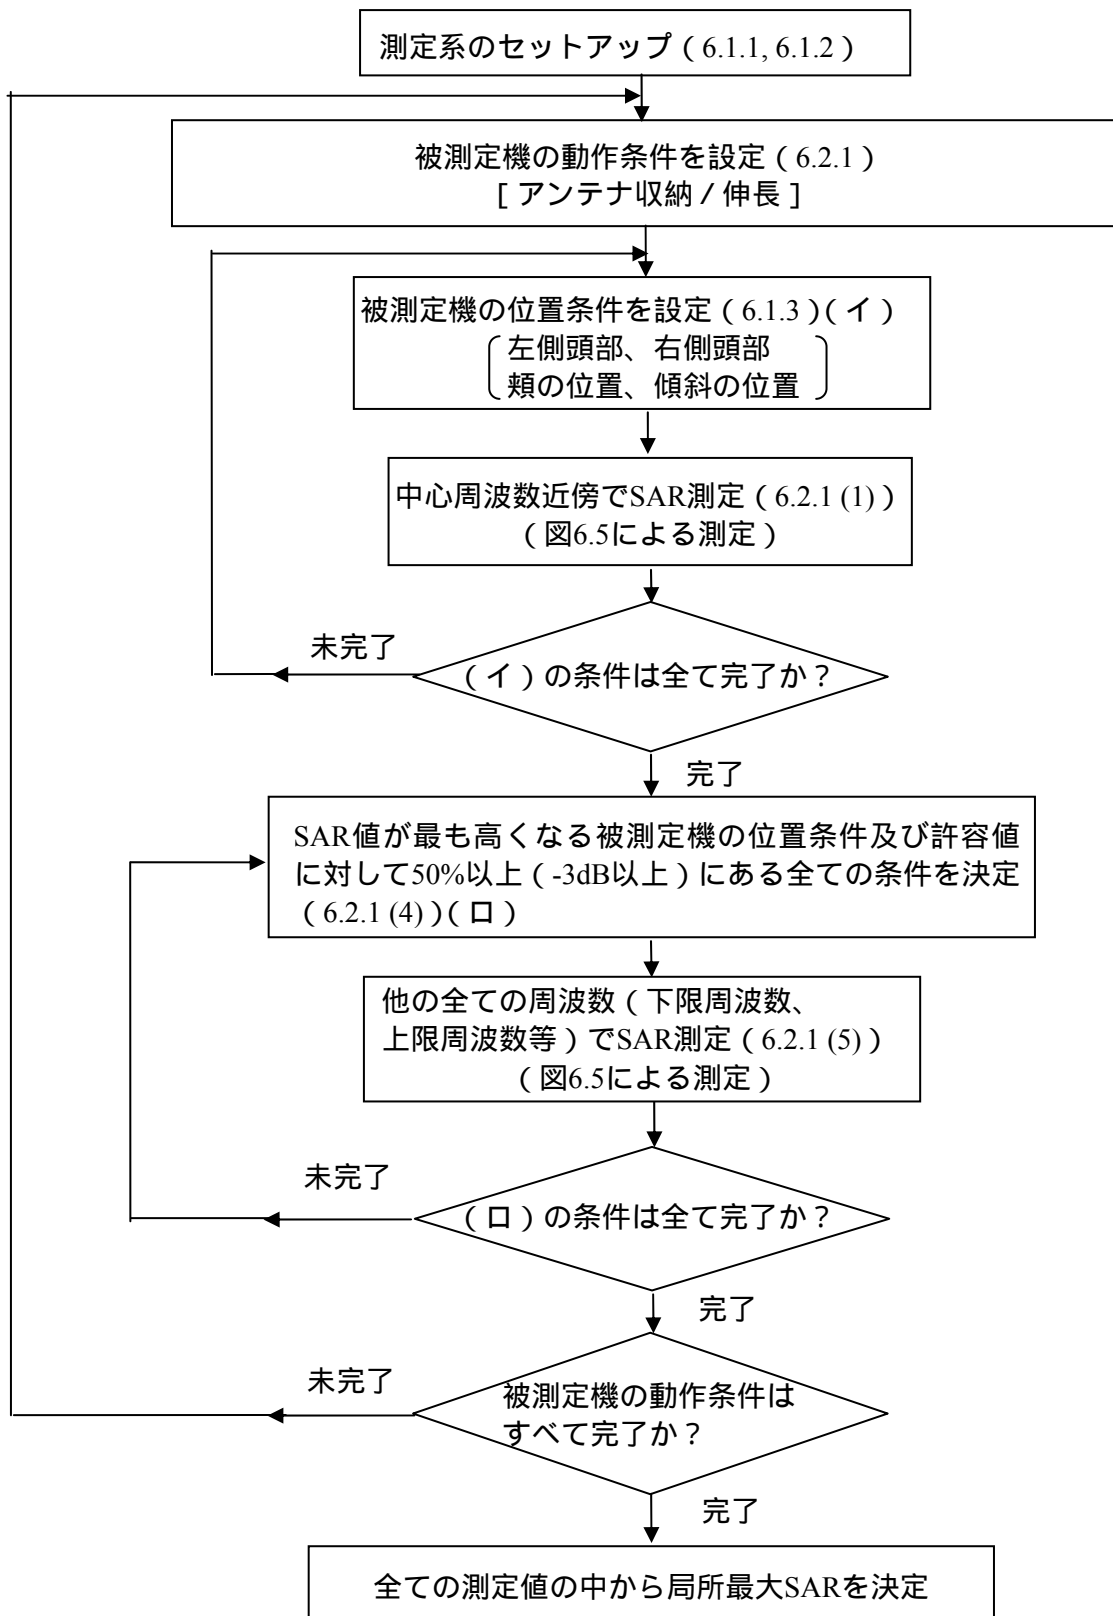 測定系のセットアップ（6.1.1, 6.1.2）
被測定機の動作条件を設定（6.2.1）
［アンテナ収納／伸長］
被測定機の位置条件を設定（6.1.3）(イ)
左側頭部、右側頭部
頬の位置、傾斜の位置
中心周波数近傍でSAR測定（6.2.1 (1)）
（図6.5による測定）
未完了
（イ）の条件は全て完了か？
完了
SAR値が最も高くなる被測定機の位置条件及び許容値
に対して50%以上（-3dB以上）にある全ての条件を決定
（6.2.1 (4)）(ロ)
他の全ての周波数（下限周波数、
上限周波数等）でSAR測定（6.2.1 (5)）
（図6.5による測定）
未完了
（ロ）の条件は全て完了か？
完了
未完了
被測定機の動作条件は
すべて完了か？
完了
全ての測定値の中から局所最大SARを決定